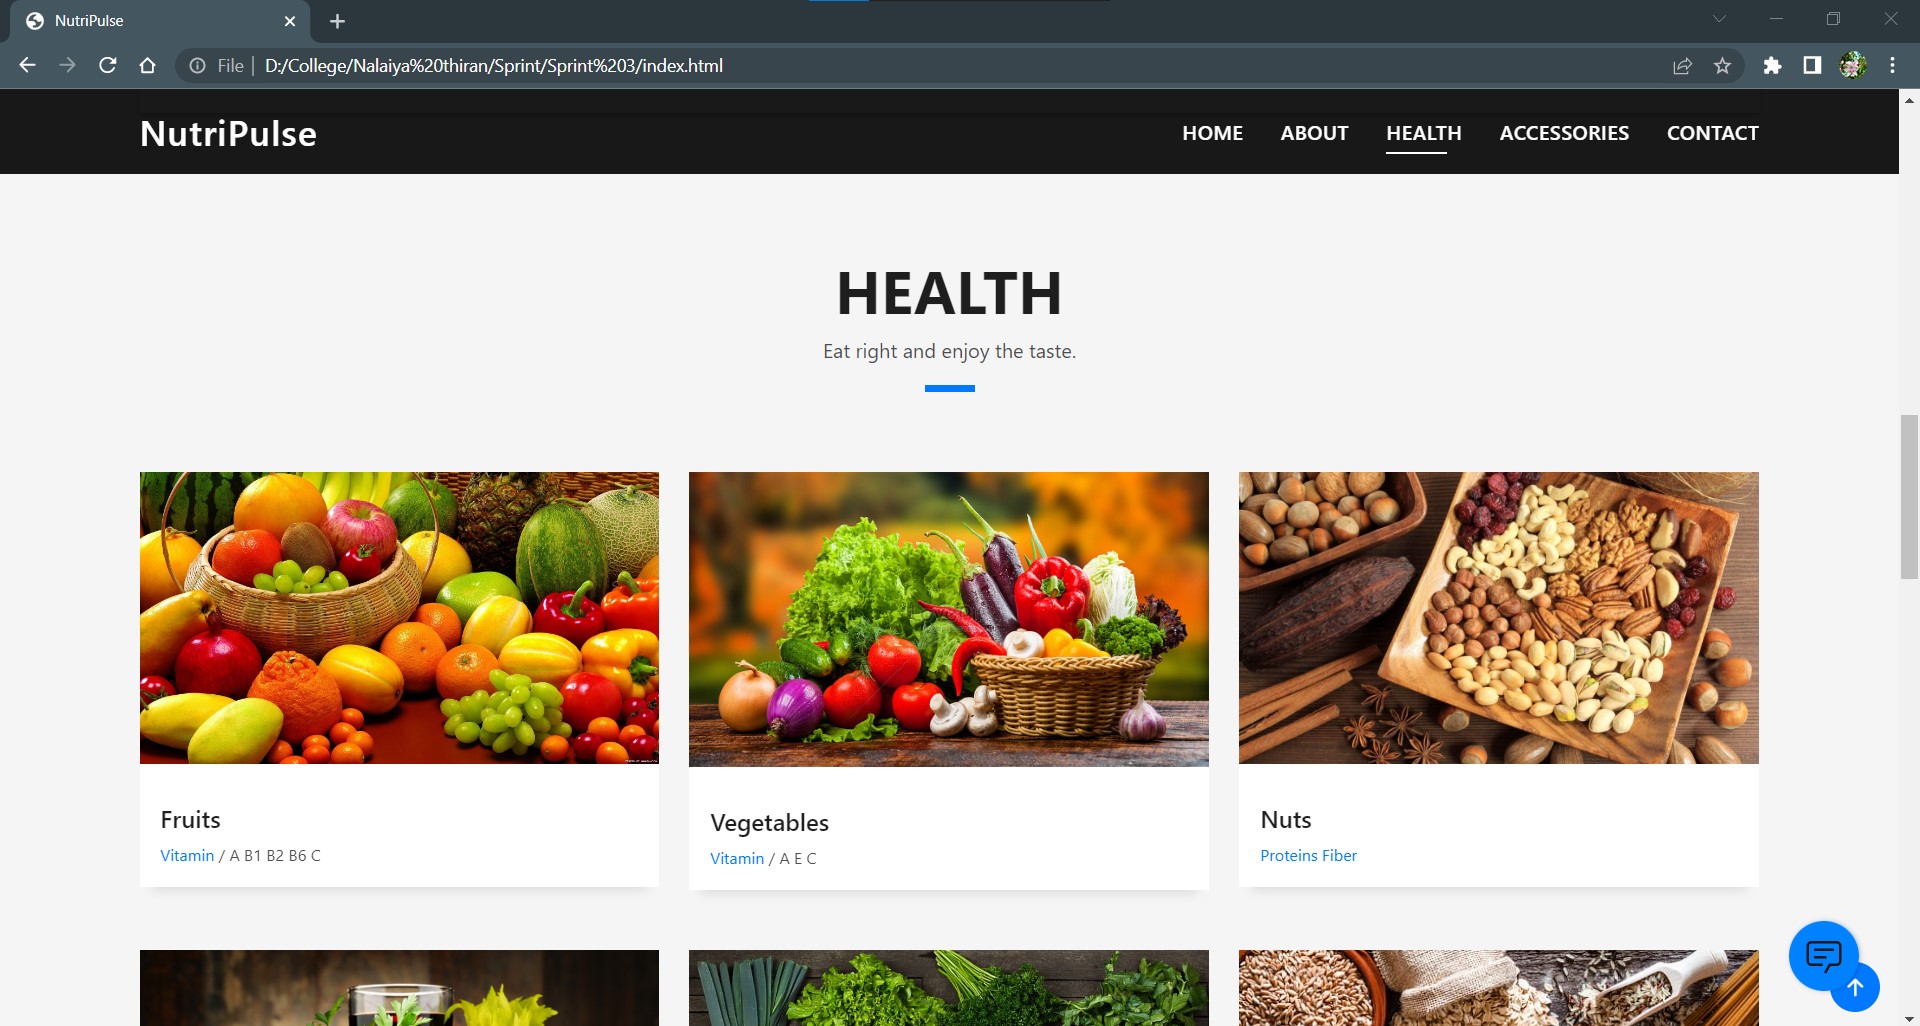 NutriPulse
File | D:/College/Nalaiya%20thiran/Sprint/Sprint%203/index.html
NutriPulse
HOME ABOUT HEALTH ACCESSORIES CONTACT
HEALTH
Eat right and enjoy the taste.
Fruits
Vitamin / A B1 B2 B6 C
Vegetables
Vitamin / A E C
Nuts
Proteins Fiber